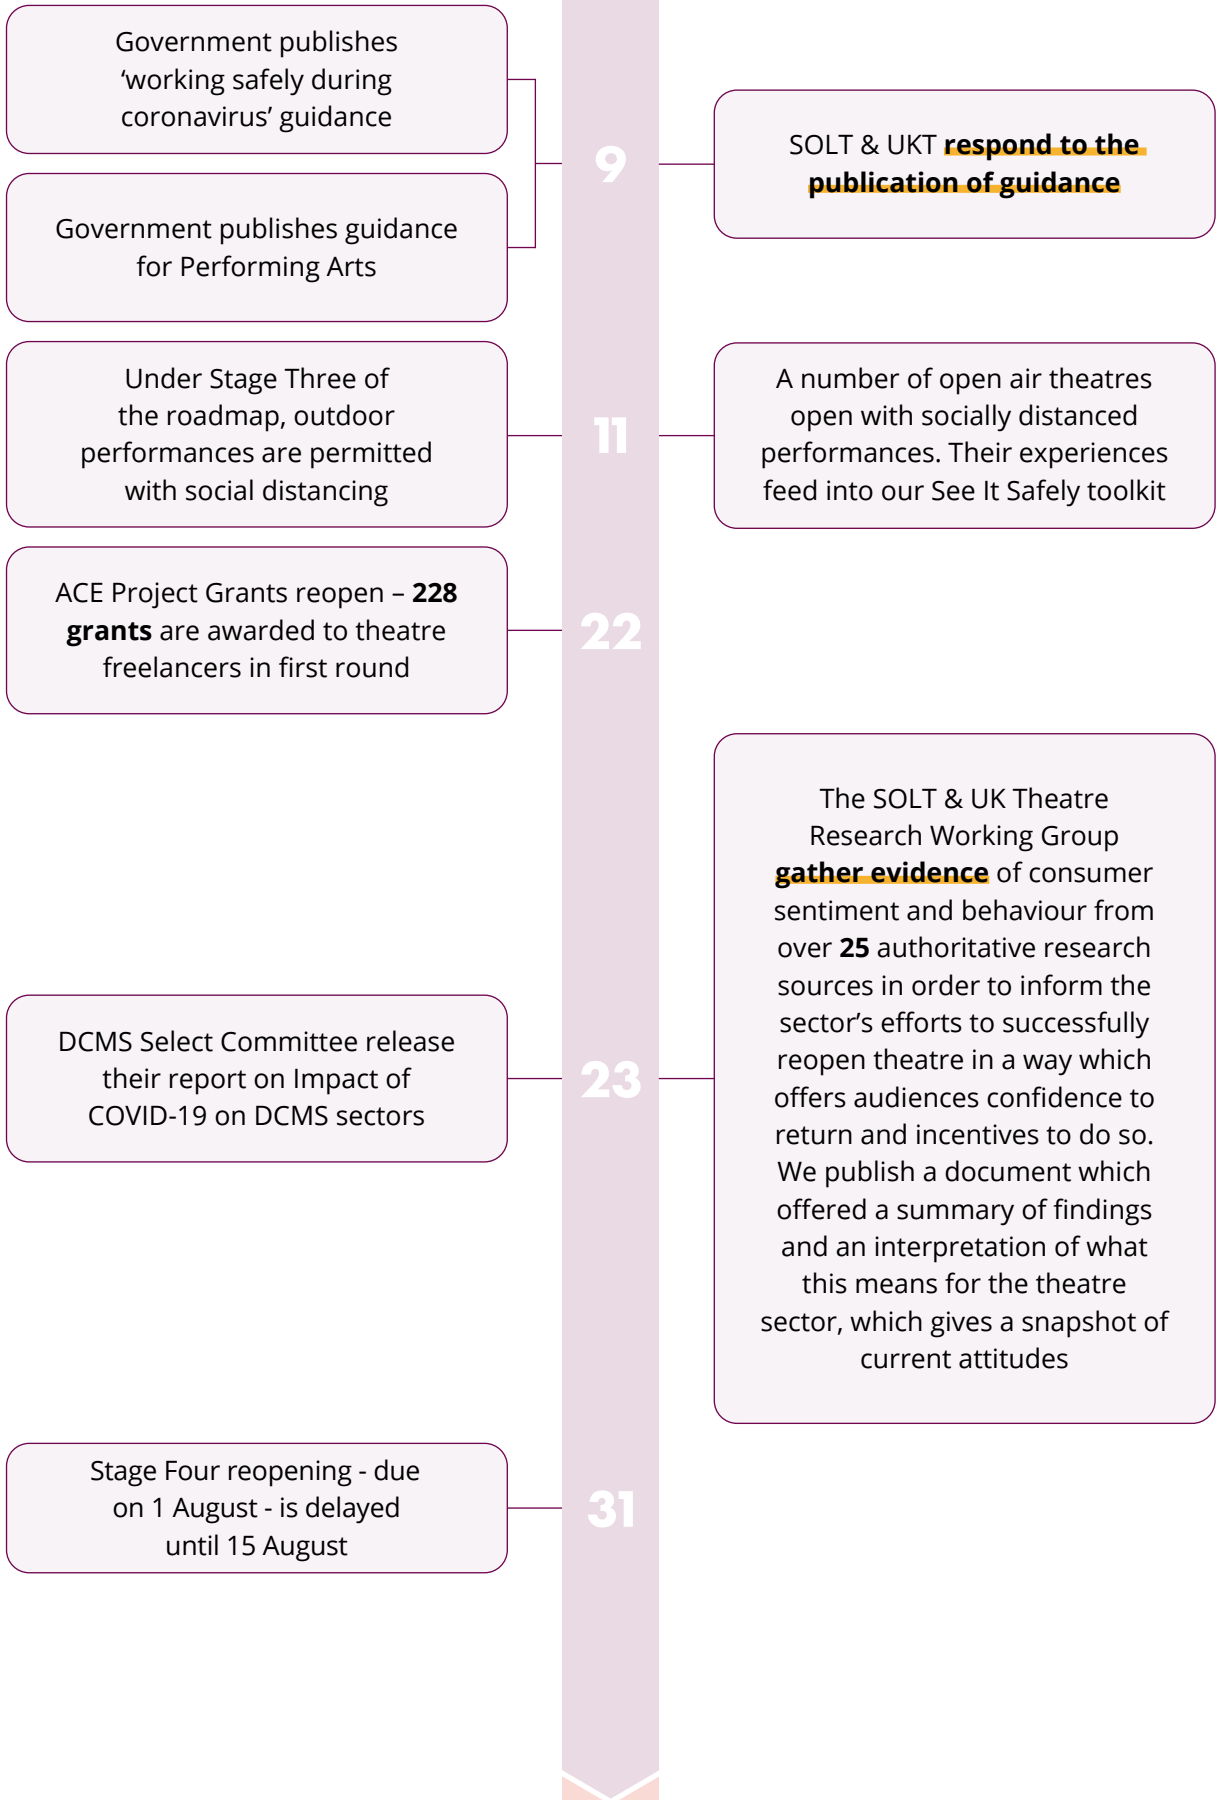 Government publishes
‘working safely during
coronavirus’ guidance
Government publishes guidance
for Performing Arts
9
SOLT & UKT respond to the
publication of guidance
Under Stage Three of
the roadmap, outdoor
performances are permitted
with social distancing
11
A number of open air theatres
open with socially distanced
performances. Their experiences
feed into our See It Safely toolkit
ACE Project Grants reopen – 228
grants are awarded to theatre
freelancers in first round
22
DCMS Select Committee release
their report on Impact of
COVID-19 on DCMS sectors
23
The SOLT & UK Theatre
Research Working Group
gather evidence of consumer
sentiment and behaviour from
over 25 authoritative research
sources in order to inform the
sector’s efforts to successfully
reopen theatre in a way which
offers audiences confidence to
return and incentives to do so.
We publish a document which
offered a summary of findings
and an interpretation of what
this means for the theatre
sector, which gives a snapshot of
current attitudes
Stage Four reopening - due
on 1 August - is delayed
until 15 August
31